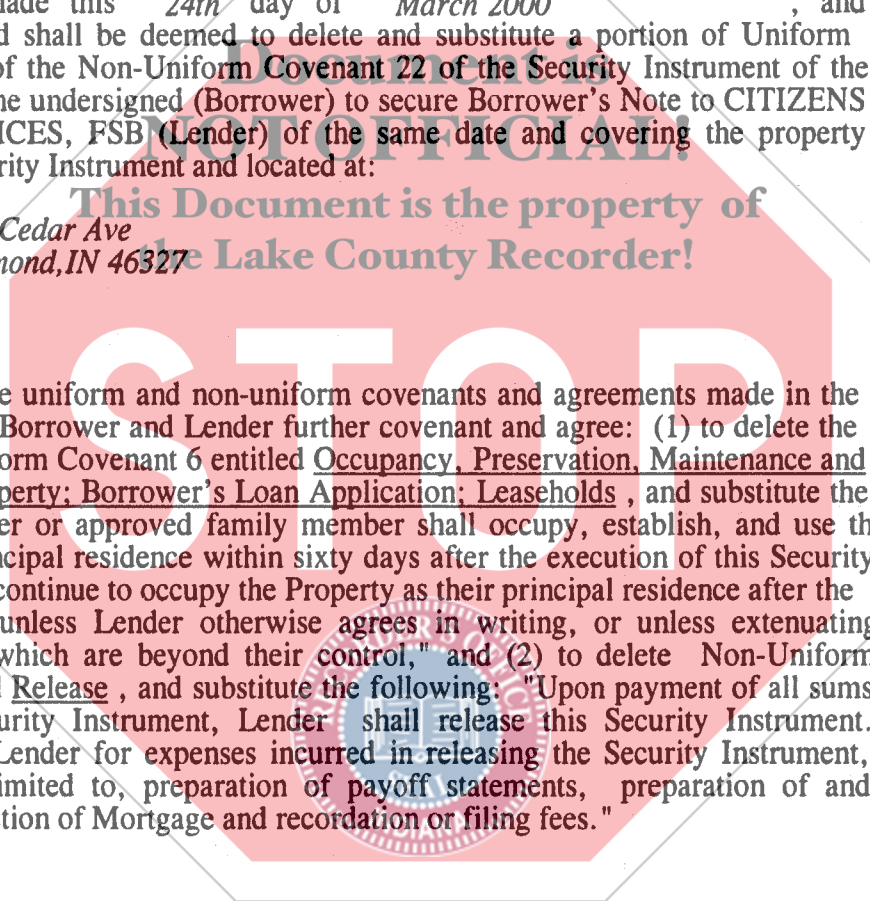 made this 24th day of March 2000 , and
d shall be deemed to delete and substitute a portion of Uniform
Document is
of the Non-Uniform Covenant 22 of the Security Instrument of the
ne undersigned (Borrower) to secure Borrower's Note to CITIZENS
ICES, FSB (Lender) of the same date and covering the property
NOT OFFICIAL!
rity Instrument and located at:
This Document is the property of
Cedar Ave
the Lake County Recorder!
mond,IN 46327
STOP
e uniform and non-uniform covenants and agreements made in the
Borrower and Lender further covenant and agree: (1) to delete the
orm Covenant 6 entitled Occupancy, Preservation, Maintenance and
perty; Borrower's Loan Application; Leaseholds , and substitute the
er or approved family member shall occupy, establish, and use th
ncipal residence within sixty days after the execution of this Security
continue to occupy the Property as their principal residence after the
unless Lender otherwise agrees in writing, or unless extenuating
which are beyond their control," and (2) to delete Non-Uniform
Release , and substitute the following: "Upon payment of all sums
urity Instrument, Lender shall release this Security Instrument.
Lender for expenses incurred in releasing the Security Instrument,
imited to, preparation of payoff statements, preparation of and
ction of Mortgage and recordation or filing fees."